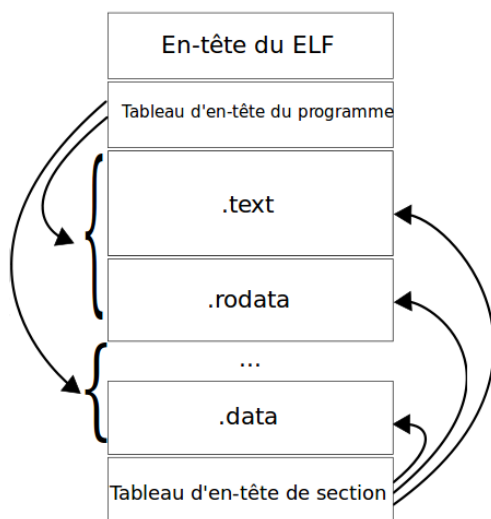 En-tête du ELF
Tableau d'en-tête du programme
.text
.rodata
...
.data
Tableau d'en-tête de section